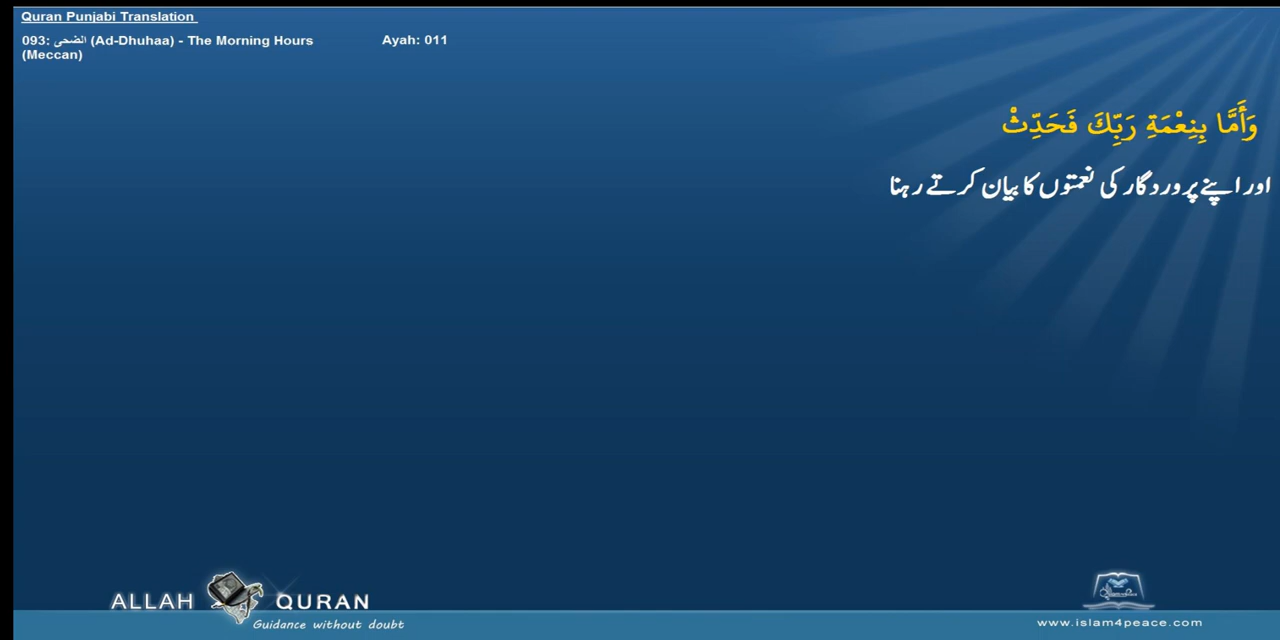 Quran Punjabi Translation
093: الضحى (Ad-Dhuhaa) - The Morning Hours Ayah: 011
(Meccan)
وَأَمَّا بِنِعْمَةِ رَبِّكَ فَحَدِّثْ
اور اپنے پروردگار کی نعمتوں کا بیان کرتے رہنا
ALLAH QURAN
Guidance without doubt
www.islam4peace.com